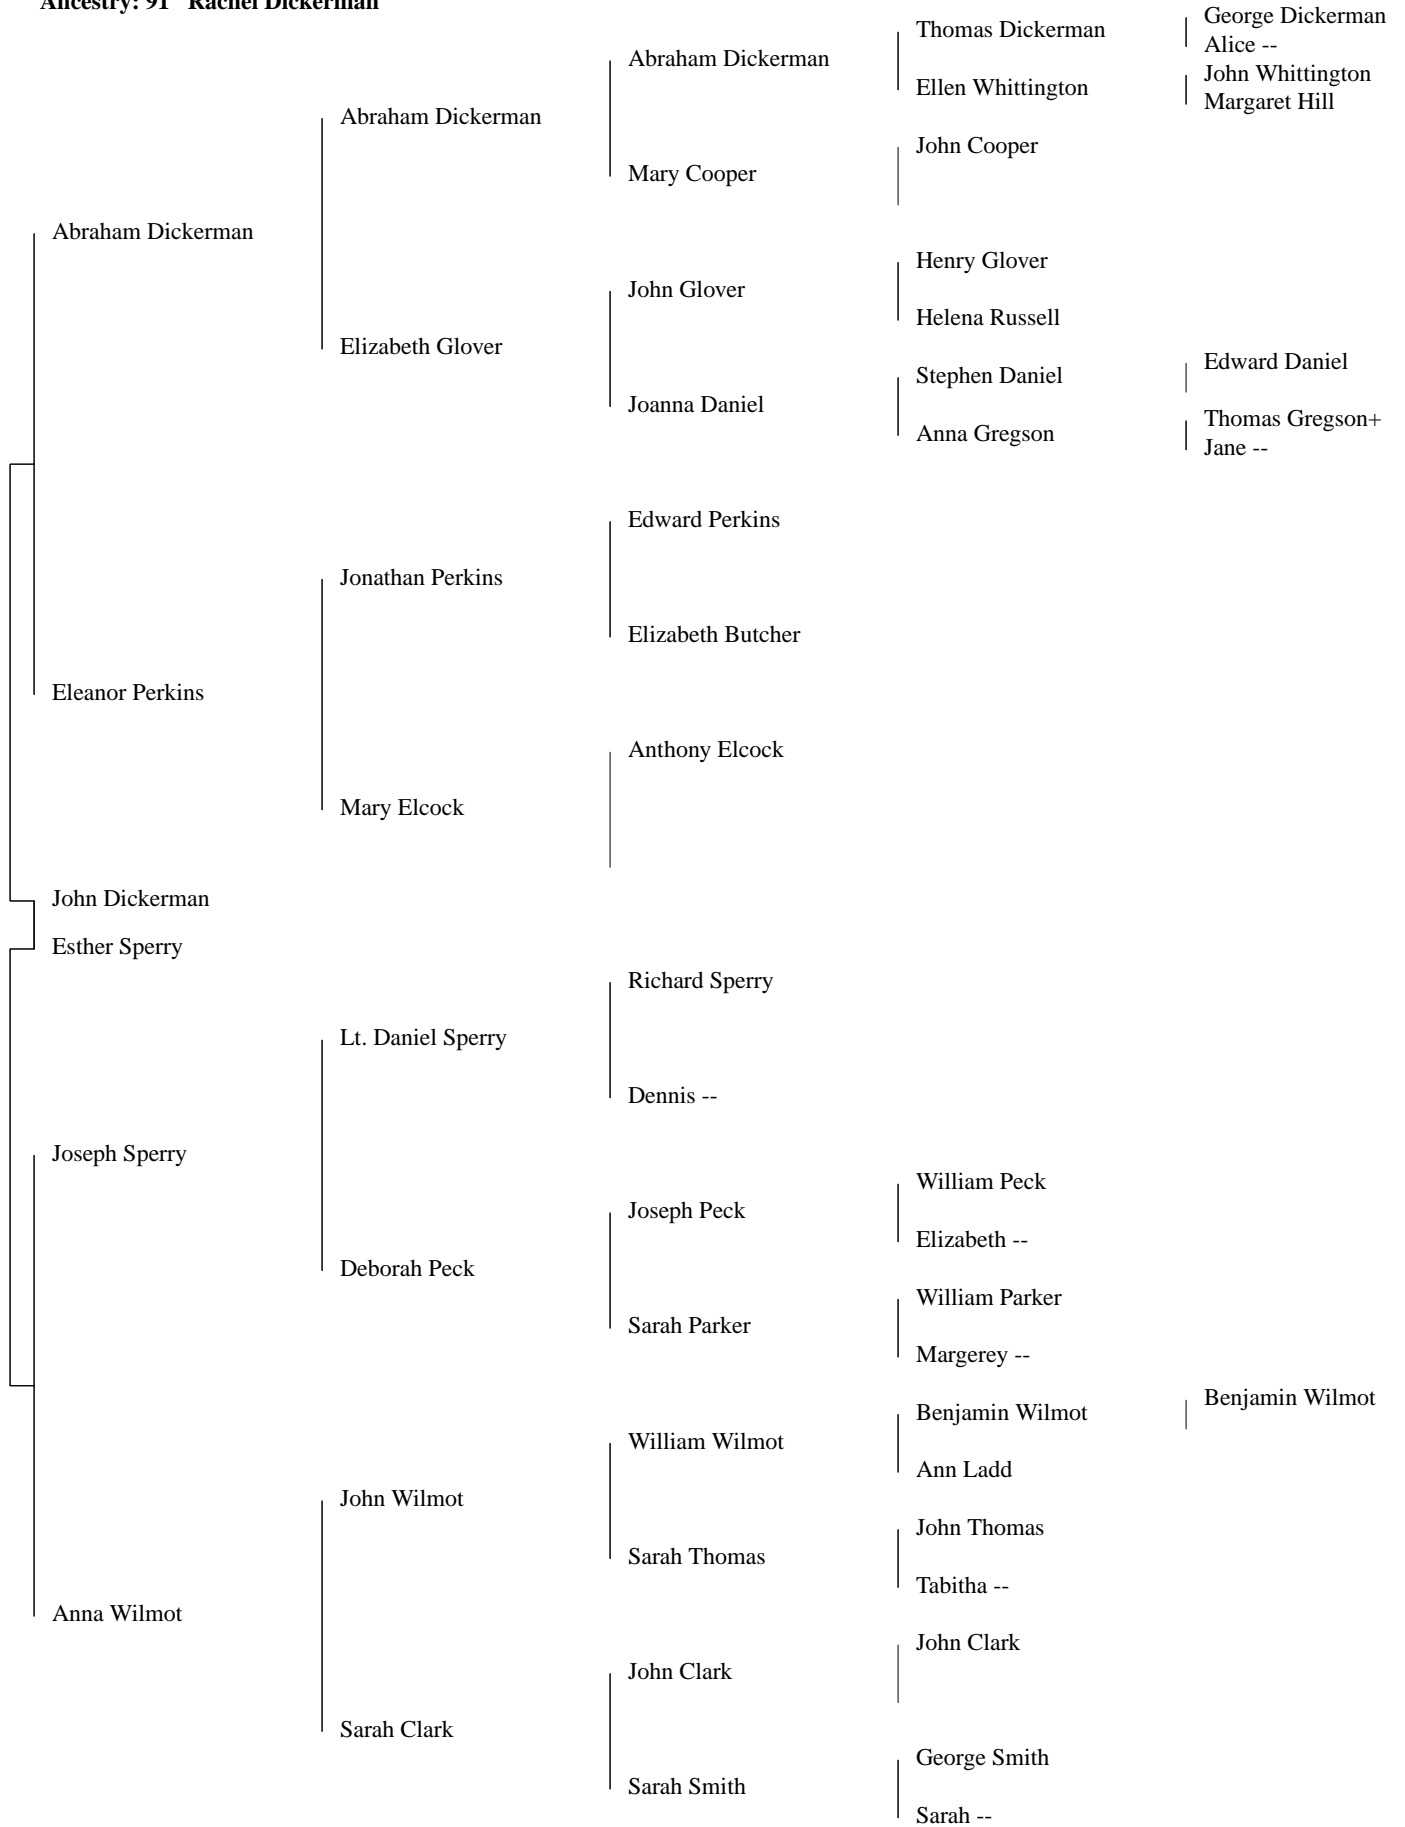 Ancestry: 91 Rachel Dickerman
George Dickerman
Thomas Dickerman
Alice --
Abraham Dickerman
John Whittington
Ellen Whittington
Margaret Hill
Abraham Dickerman
John Cooper
Mary Cooper
Abraham Dickerman
Henry Glover
John Glover
Helena Russell
Elizabeth Glover
Edward Daniel
Stephen Daniel
Joanna Daniel
Thomas Gregson+
Anna Gregson
Jane --
Edward Perkins
Jonathan Perkins
Elizabeth Butcher
Eleanor Perkins
Anthony Elcock
Mary Elcock
John Dickerman
Esther Sperry
Richard Sperry
Lt. Daniel Sperry
Dennis --
Joseph Sperry
William Peck
Joseph Peck
Elizabeth --
Deborah Peck
William Parker
Sarah Parker
Margerey --
Benjamin Wilmot
Benjamin Wilmot
William Wilmot
Ann Ladd
John Wilmot
John Thomas
Sarah Thomas
Tabitha --
Anna Wilmot
John Clark
John Clark
Sarah Clark
George Smith
Sarah Smith
Sarah --